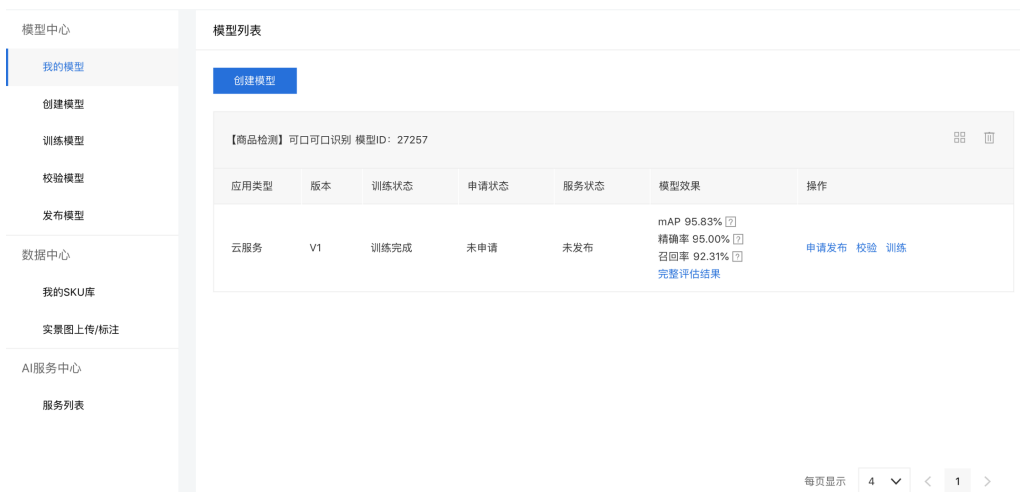 模型中心
我的模型
创建模型
训练模型
校验模型
发布模型
数据中心
我的SKU库
实景图上传/标注
AI服务中心
服务列表
模型列表
创建模型
【商品检测】可口可口识别 模型ID：27257
应用类型 版本 训练状态 申请状态 服务状态 模型效果 操作
云服务 V1 训练完成 未申请 未发布
mAP 95.83% ?
精确率 95.00% ?
召回率 92.31% ?
完整评估结果
申请发布 校验 训练
每页显示 4 < 1 >